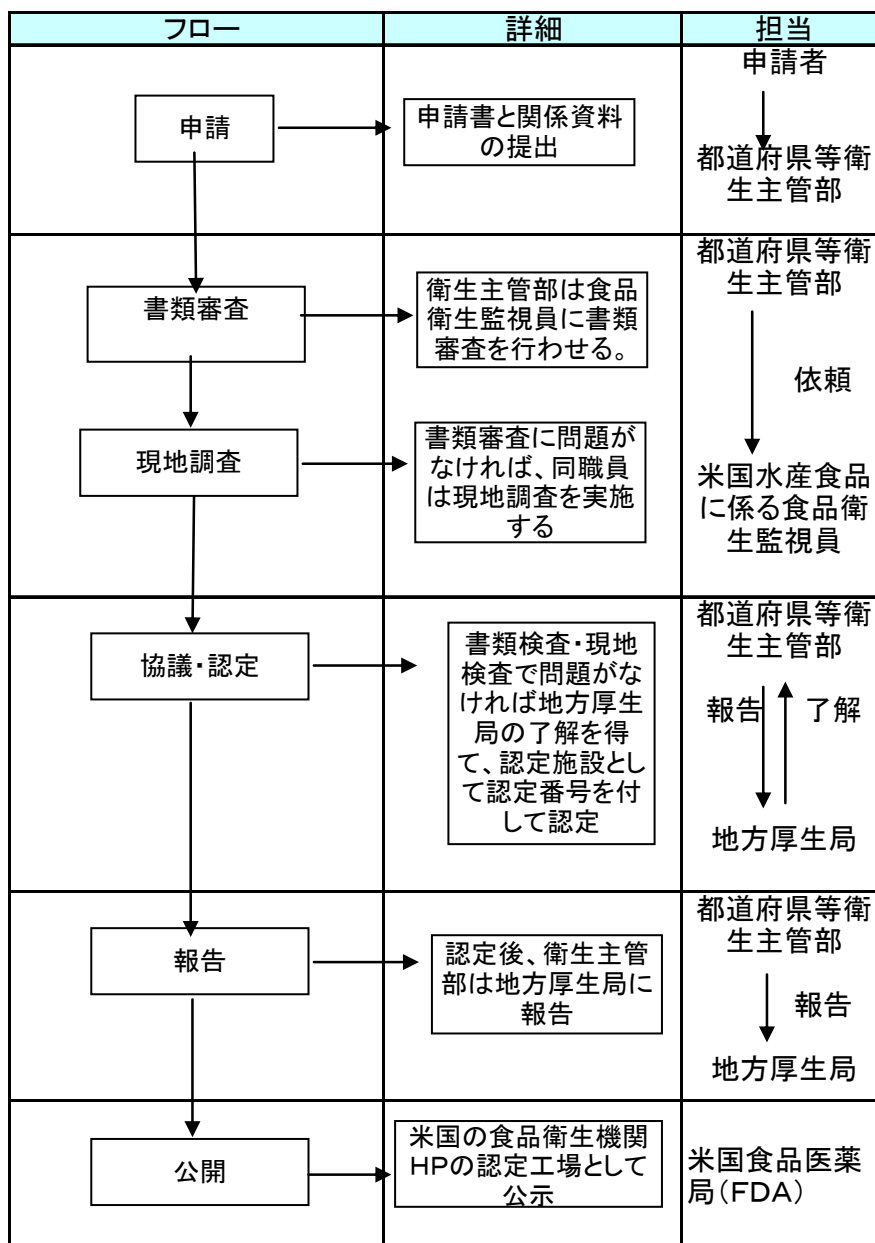 フロー
詳細
担当
申請
申請書と関係資料
の提出
申請者
都道府県等衛
生主管部
書類審査
衛生主管部は食品
衛生監視員に書類
審査を行わせる。
現地調査
書類審査に問題が
なければ、同職員
は現地調査を実施
する
都道府県等衛
生主管部
依頼
米国水産食品
に係る食品衛
生監視員
協議・認定
書類検査・現地
検査で問題がな
ければ地方厚生
局の了解を得
て、認定施設とし
て認定番号を付
して認定
都道府県等衛
生主管部
報告
了解
地方厚生局
報告
認定後、衛生主管
部は地方厚生局に
報告
都道府県等衛
生主管部
報告
地方厚生局
公開
米国の食品衛生機関
HPの認定工場として
公示
米国食品医薬
局(FDA)